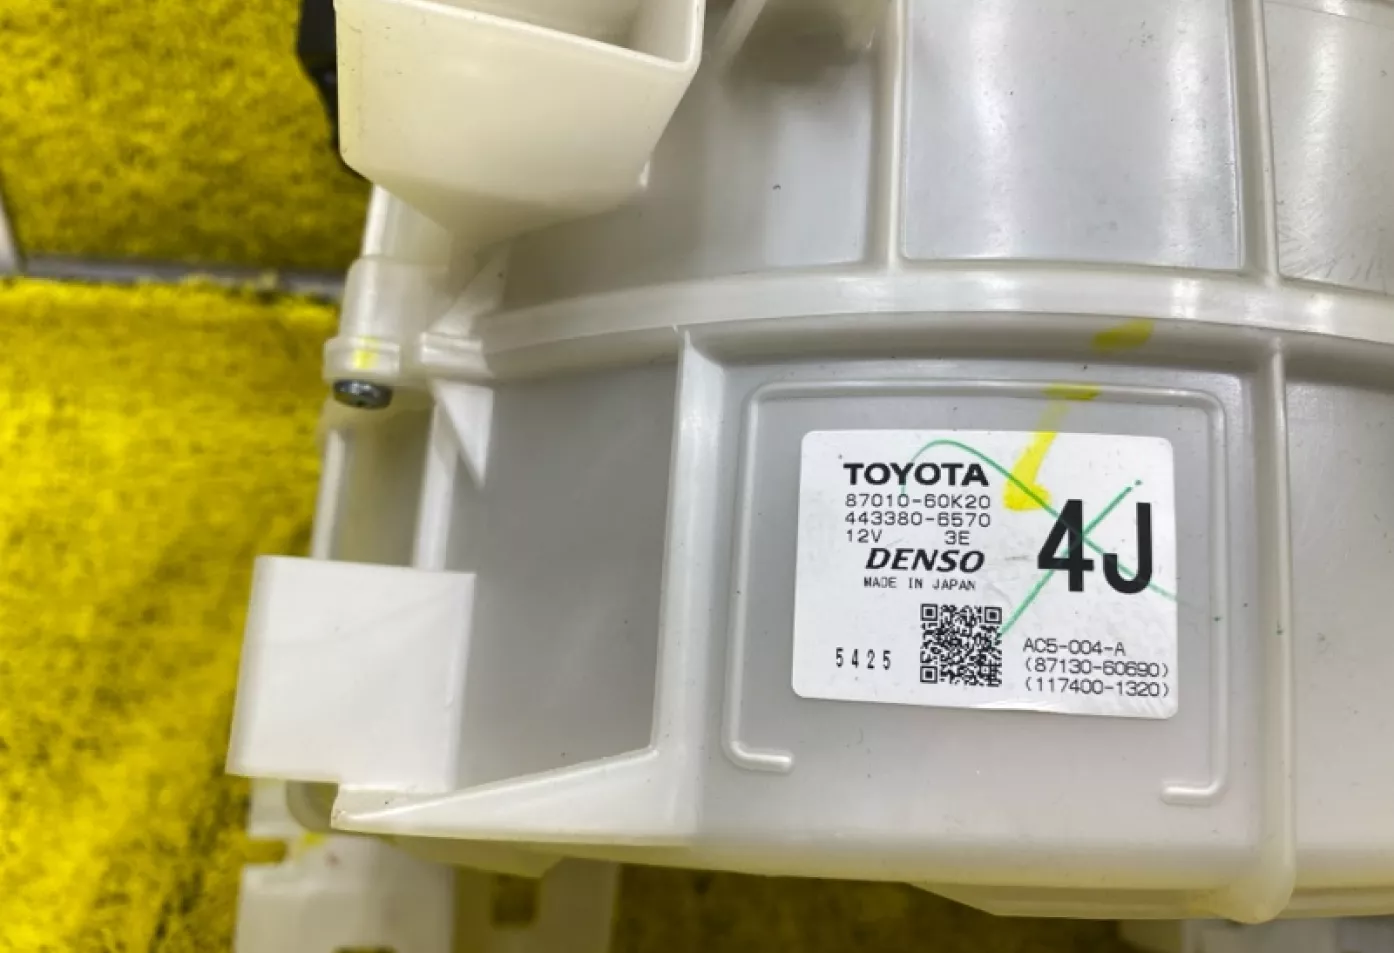 TOYOTA
87010-60K20
443380-6570
12V 3E
DENSO
MADE IN JAPAN
4J
5425
AC5-004-A
(87130-60690)
(117400-1320)